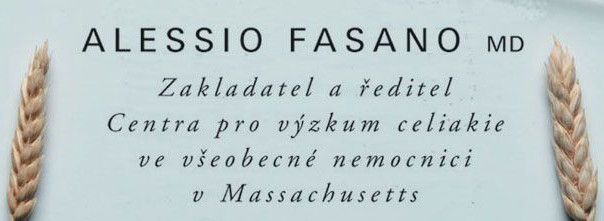 ALESSIO FASANO MD
Zakladatel a ředitel
Centra pro výzkum celiakie
ve všeobecné nemocnici
v Massachusetts